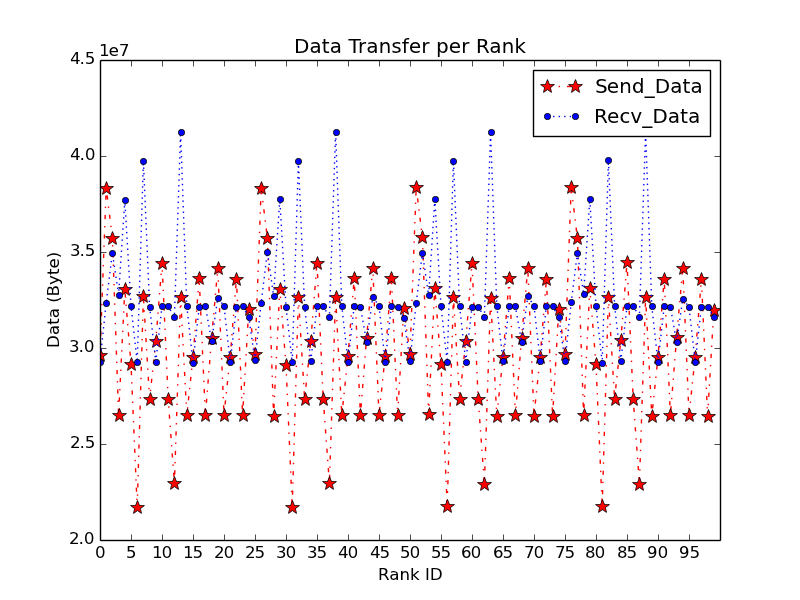 Data Transfer per Rank
1e7
Send_Data
Recv_Data
4.5
4.0
3.5
3.0
2.5
2.0
Data (Byte)
0 5 10 15 20 25 30 35 40 45 50 55 60 65 70 75 80 85 90 95
Rank ID